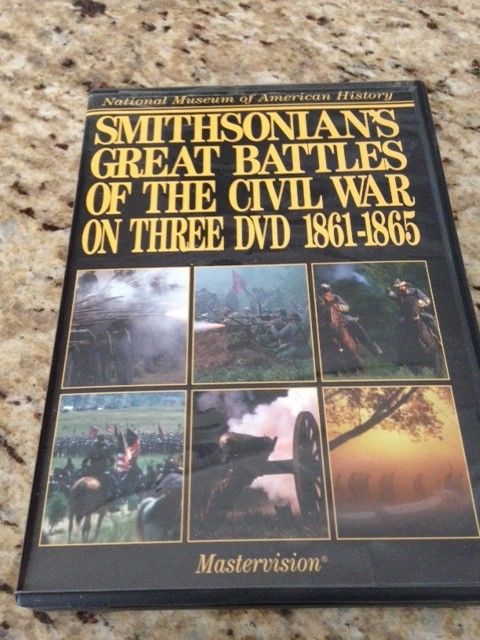 National Museum of American History
SMITHSONIAN'S
GREAT BATTLES
OF THE CIVIL WAR
ON THREE DVD 1861-1865
Mastervision®